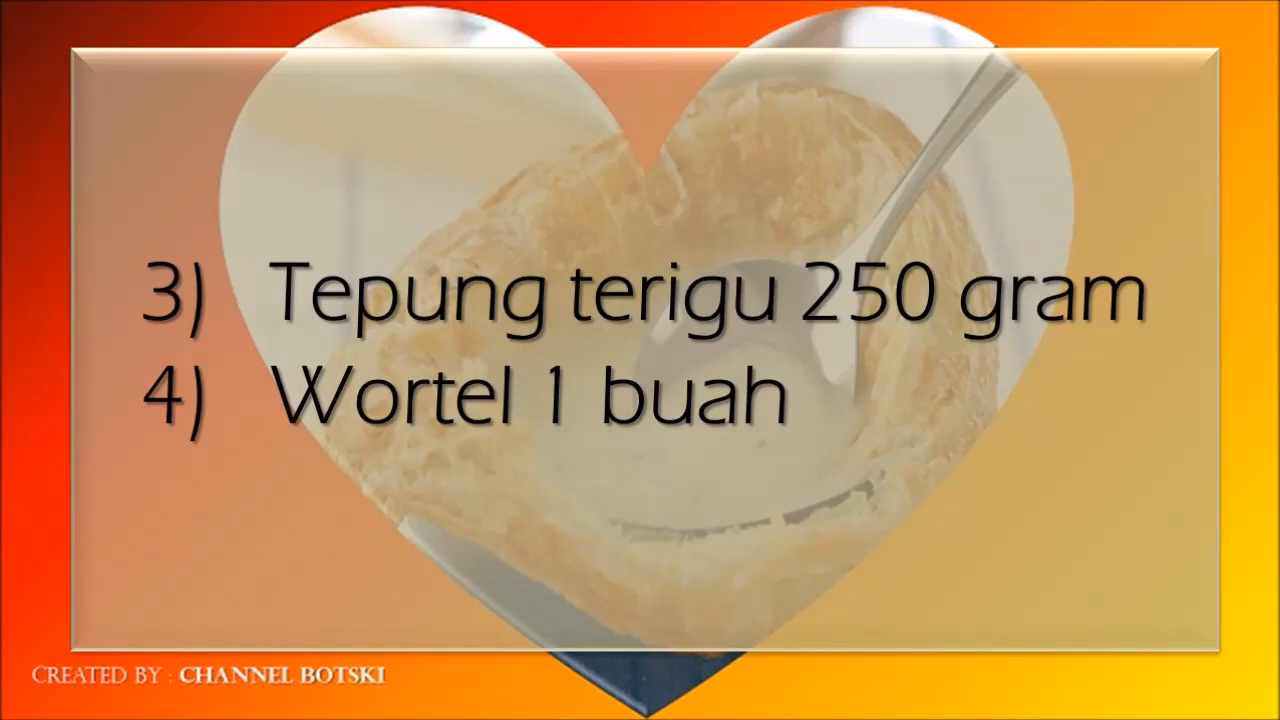 3) Tepung terigu 250 gram
4) Wortel 1 buah
CREATED BY : CHANNEL BOTSKI